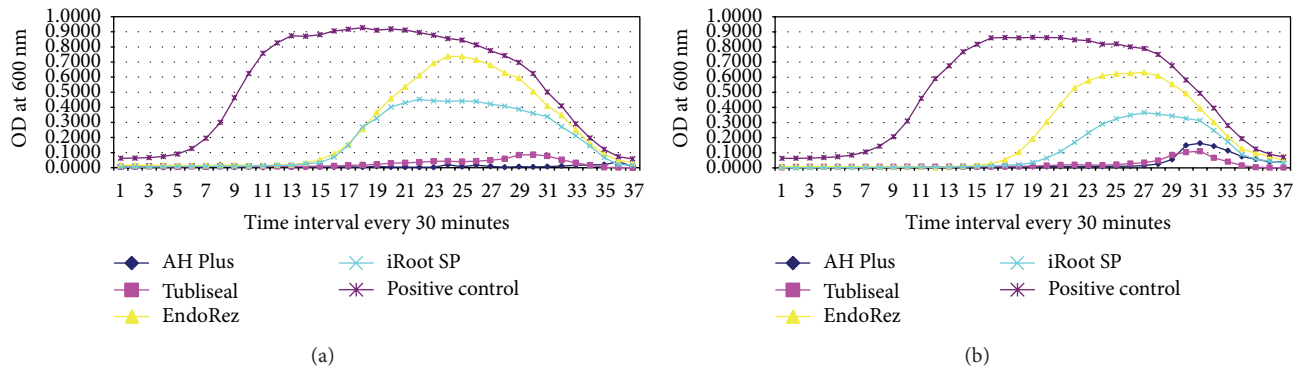 OD at 600 nm
1.0000
0.9000
0.8000
0.7000
0.6000
0.5000
0.4000
0.3000
0.2000
0.1000
0.0000
1 3 5 7 9 11 13 15 17 19 21 23 25 27 29 31 33 35 37
Time interval every 30 minutes
AH Plus
Tubliseal
EndoRez
iRoot SP
Positive control
(a)
OD at 600 nm
1.0000
0.9000
0.8000
0.7000
0.6000
0.5000
0.4000
0.3000
0.2000
0.1000
0.0000
1 3 5 7 9 11 13 15 17 19 21 23 25 27 29 31 33 35 37
Time interval every 30 minutes
AH Plus
Tubliseal
EndoRez
iRoot SP
Positive control
(b)